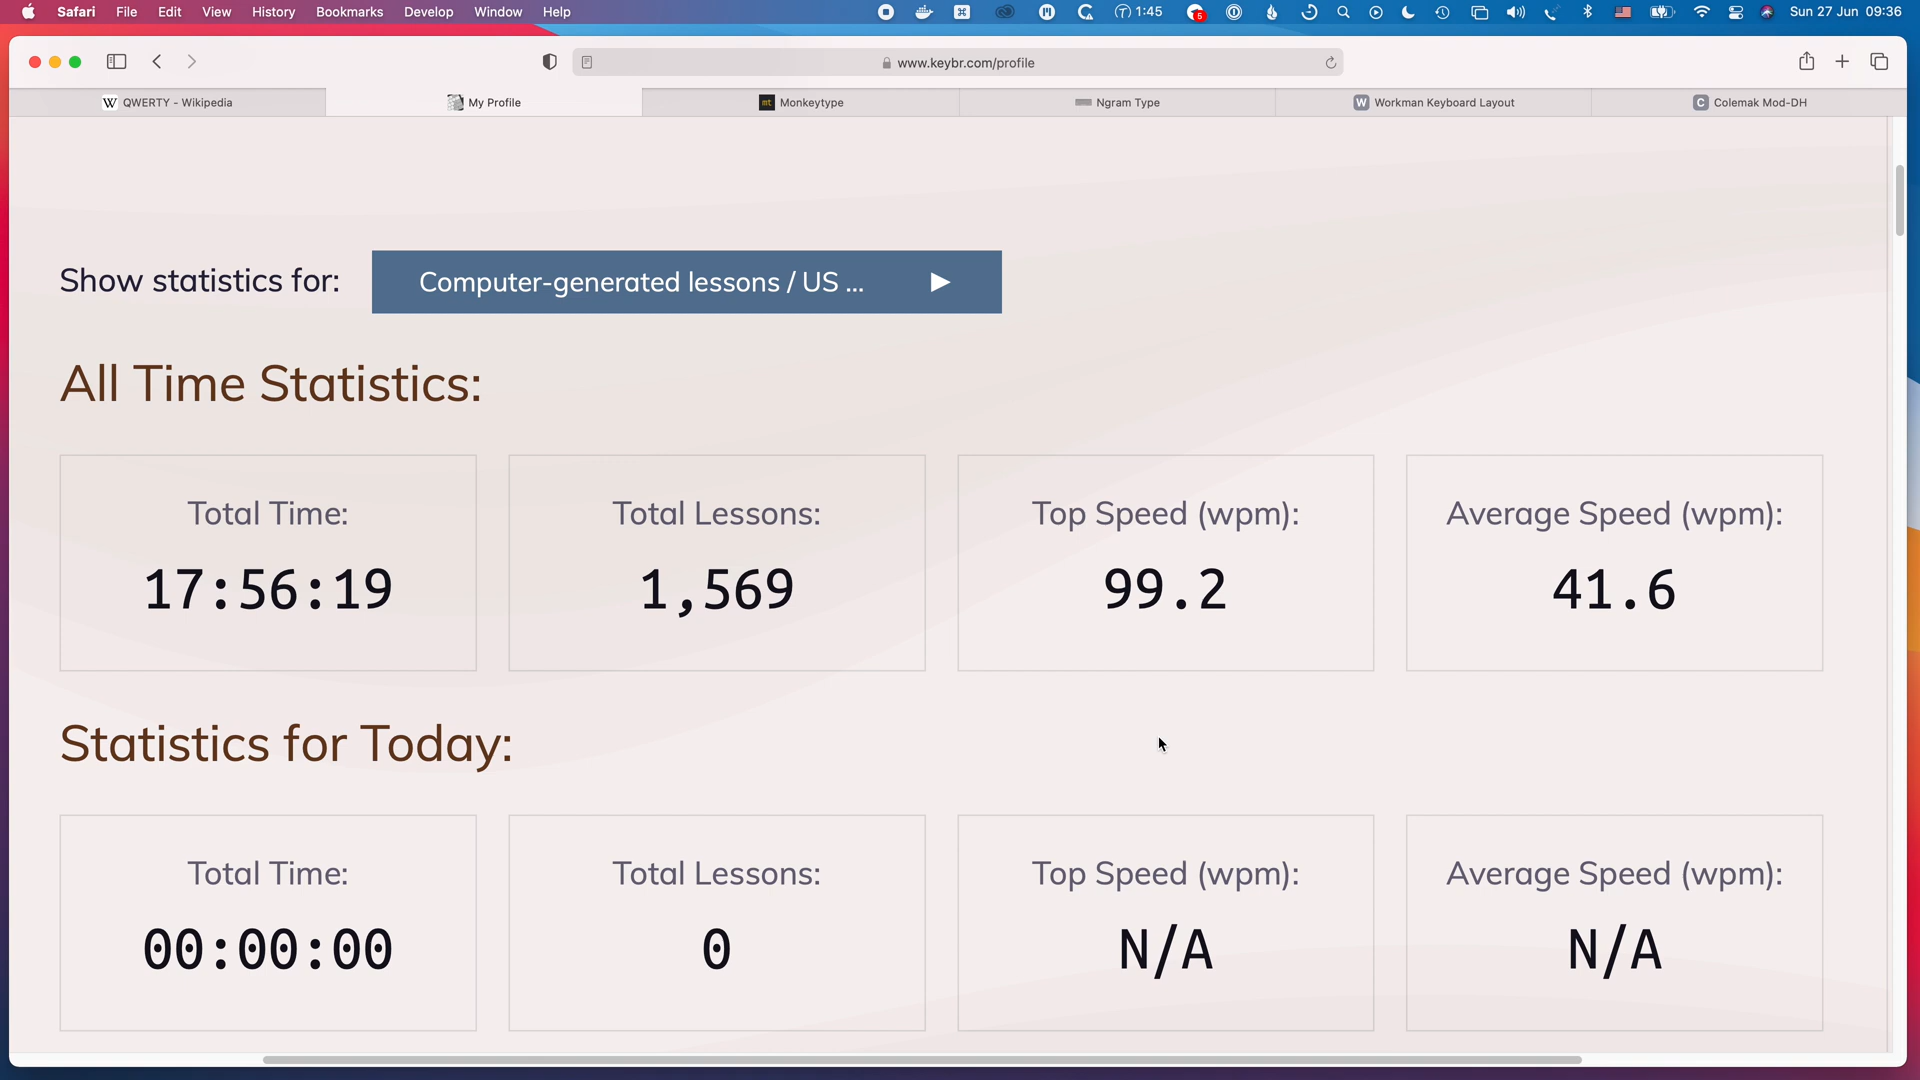 Safari File Edit View History Bookmarks Develop Window Help 1:45 5 Sun 27 Jun 09:36
www.keybr.com/profile
W QWERTY - Wikipedia My Profile mt Monkeytype Ngram Type W Workman Keyboard Layout C Colemak Mod-DH
Show statistics for: Computer-generated lessons / US ...
All Time Statistics:
Total Time: Total Lessons: Top Speed (wpm): Average Speed (wpm):
17:56:19 1,569 99.2 41.6
Statistics for Today:
Total Time: Total Lessons: Top Speed (wpm): Average Speed (wpm):
00:00:00 0 N/A N/A